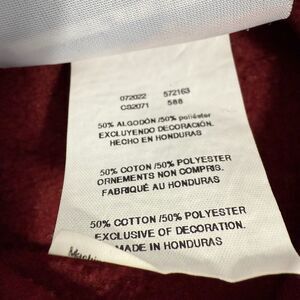 072022 572163
CS2071 588
50% ALGODÓN /50% poliéster
EXCLUYENDO DECORACIÓN.
HECHO EN HONDURAS
50% COTON /50% POLYESTER
ORNEMENTS NON COMPRIS.
FABRIQUÉ AU HONDURAS
50% COTTON /50% POLYESTER
EXCLUSIVE OF DECORATION.
MADE IN HONDURAS